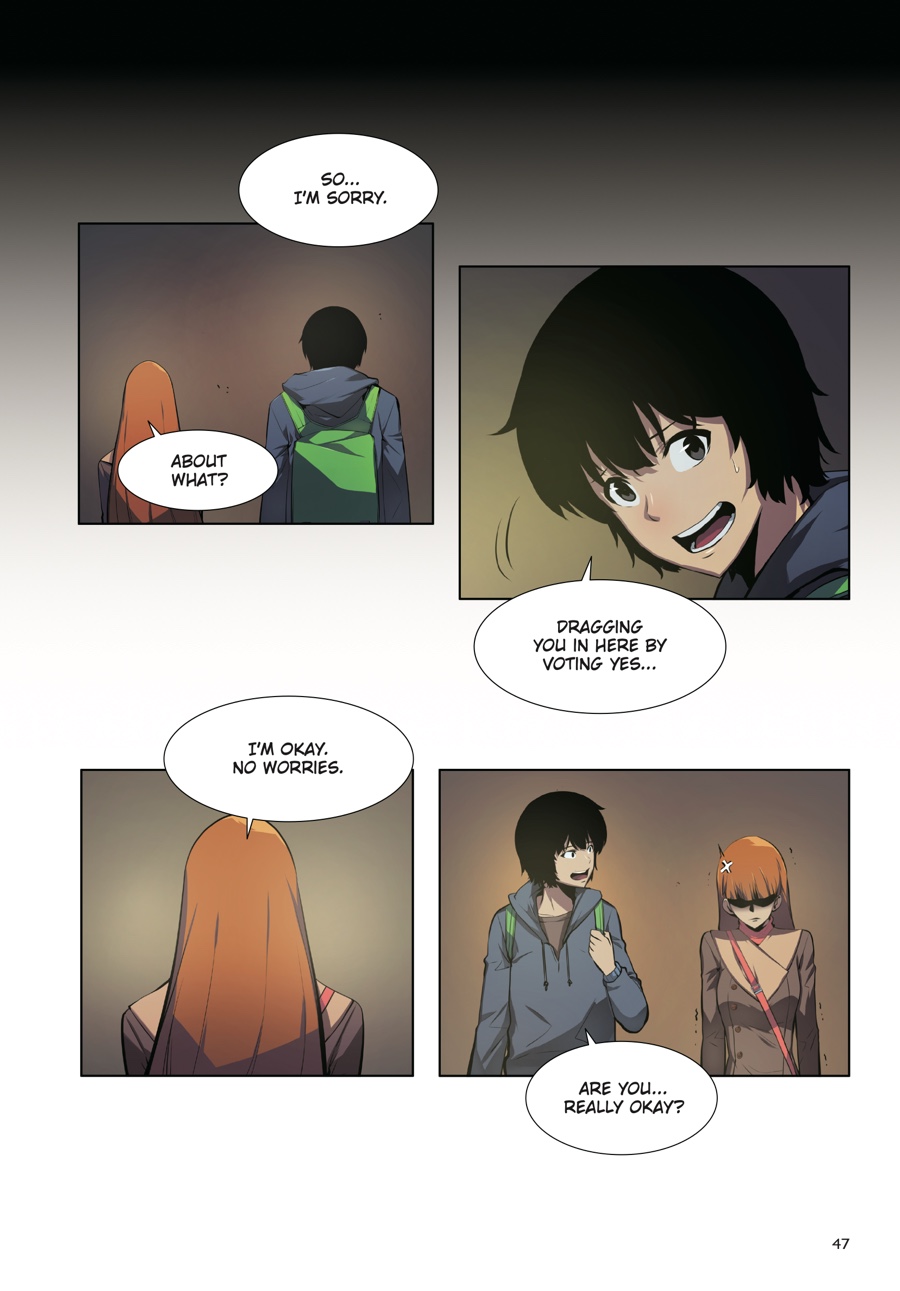 SO...
I'M SORRY.
ABOUT
WHAT?
DRAGGING
YOU IN HERE BY
VOTING YES...
I'M OKAY.
NO WORRIES.
ARE YOU...
REALLY OKAY?
47